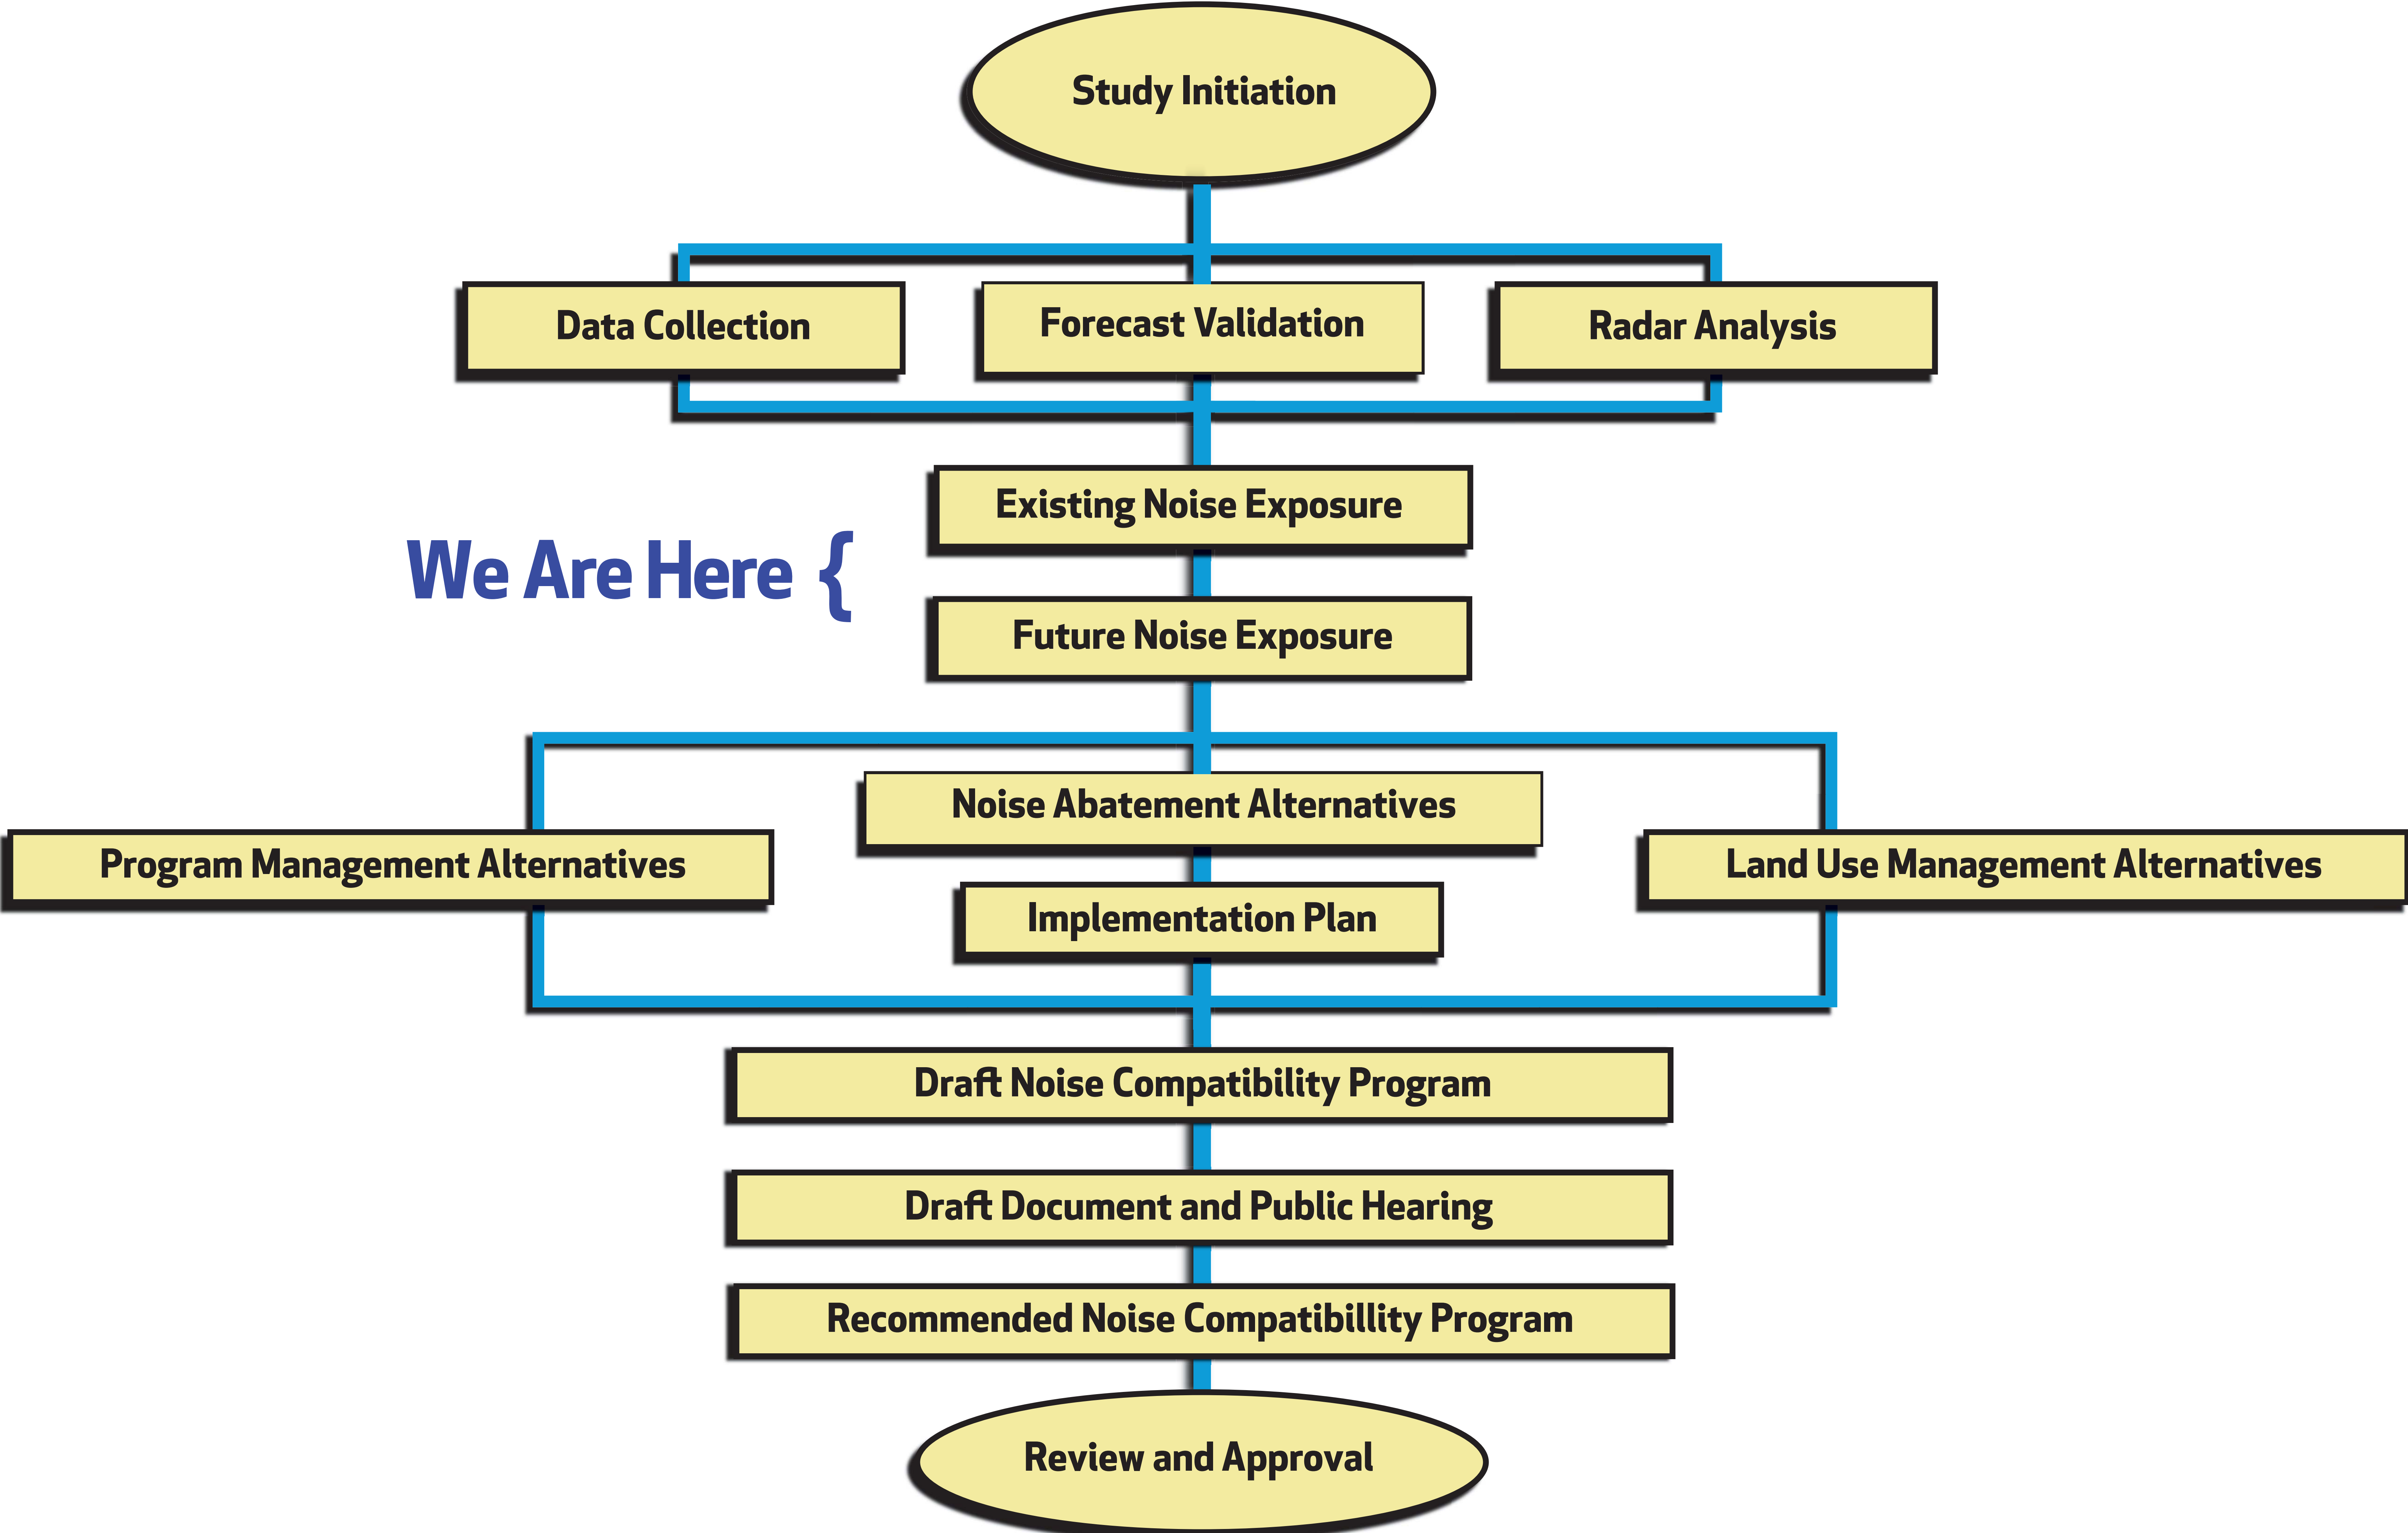 Study Initiation
Data Collection
Forecast Validation
Radar Analysis
Existing Noise Exposure
We Are Here {
Future Noise Exposure
Noise Abatement Alternatives
Program Management Alternatives
Land Use Management Alternatives
Implementation Plan
Draft Noise Compatibility Program
Draft Document and Public Hearing
Recommended Noise Compatibillity Program
Review and Approval